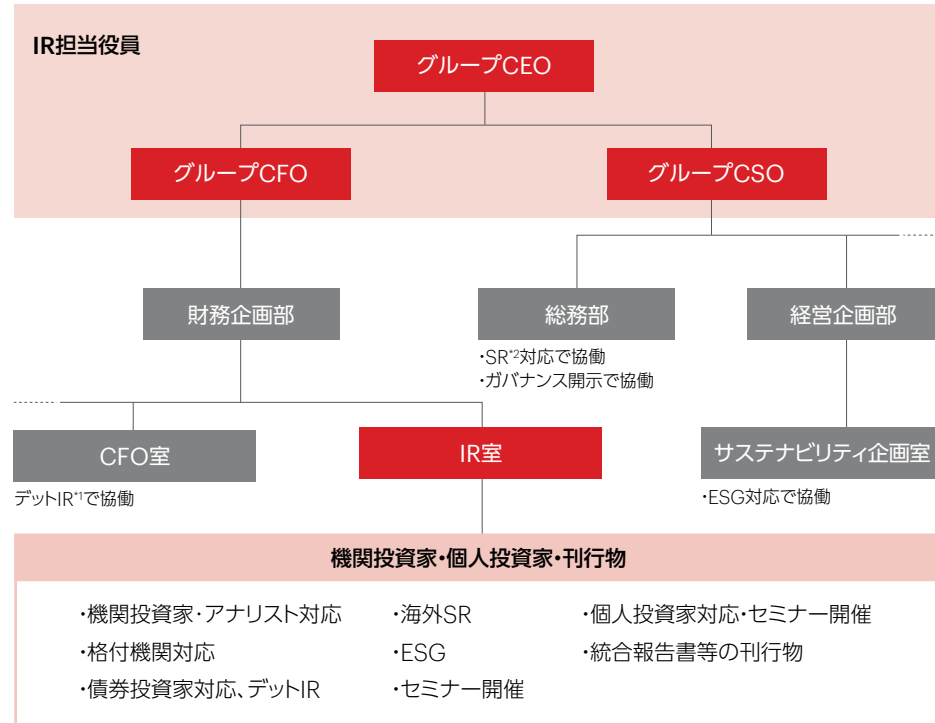 IR担当役員
グループCEO
グループCFO
グループCSO
財務企画部
総務部
経営企画部
・SR*2対応で協働
・ガバナンス開示で協働
CFO室
IR室
サステナビリティ企画室
デットIR*1で協働
・ESG対応で協働
機関投資家・個人投資家・刊行物
・機関投資家・アナリスト対応
・格付機関対応
・債券投資家対応、デットIR
・海外SR
・ESG
・セミナー開催
・個人投資家対応・セミナー開催
・統合報告書等の刊行物